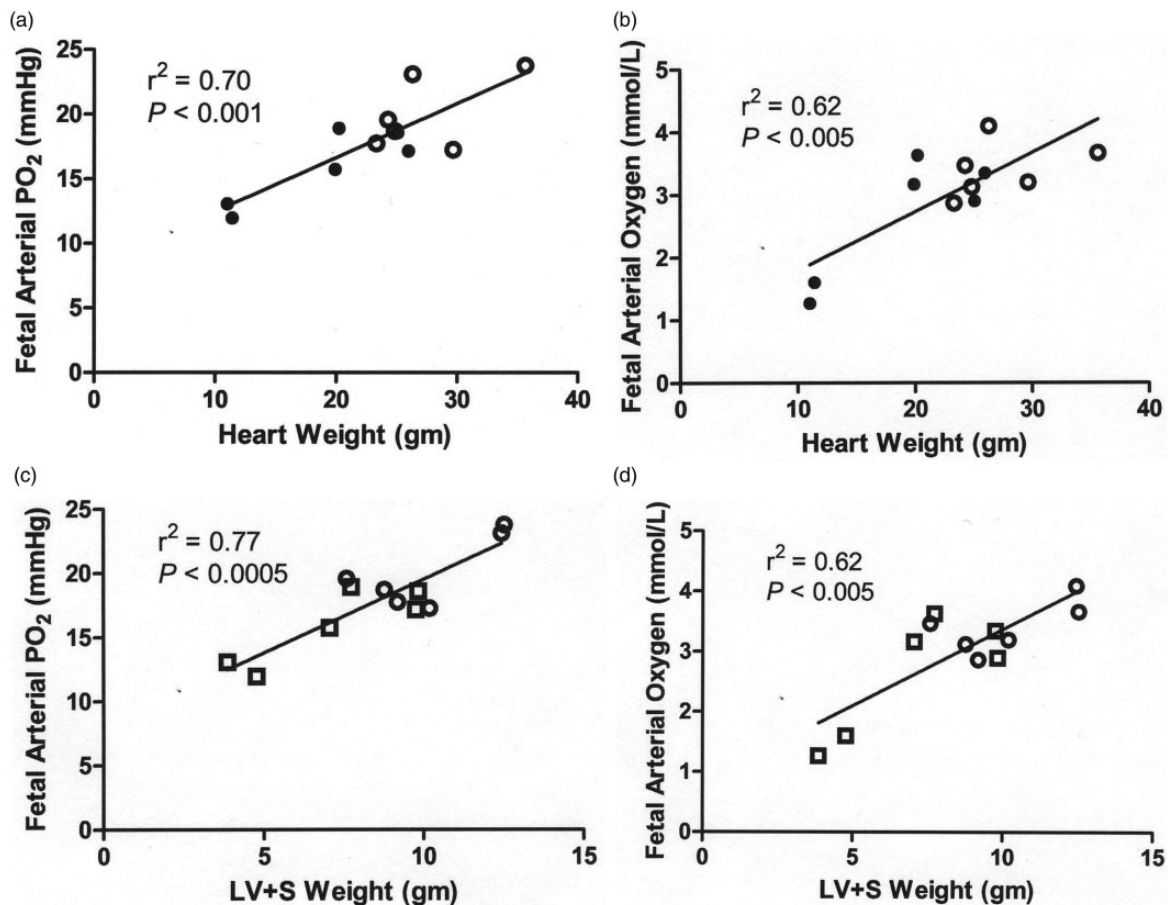 (a)
25
20
15
10
5
0
Fetal Arterial PO2 (mmHg)
r2 = 0.70
P < 0.001
0 10 20 30 40
Heart Weight (gm)
(b)
5
4
3
2
1
0
Fetal Arterial Oxygen (mmol/L)
r2 = 0.62
P < 0.005
0 10 20 30 40
Heart Weight (gm)
(c)
25
20
15
10
5
0
Fetal Arterial PO2 (mmHg)
r2 = 0.77
P < 0.0005
0 5 10 15
LV+S Weight (gm)
(d)
5
4
3
2
1
0
Fetal Arterial Oxygen (mmol/L)
r2 = 0.62
P < 0.005
0 5 10 15
LV+S Weight (gm)